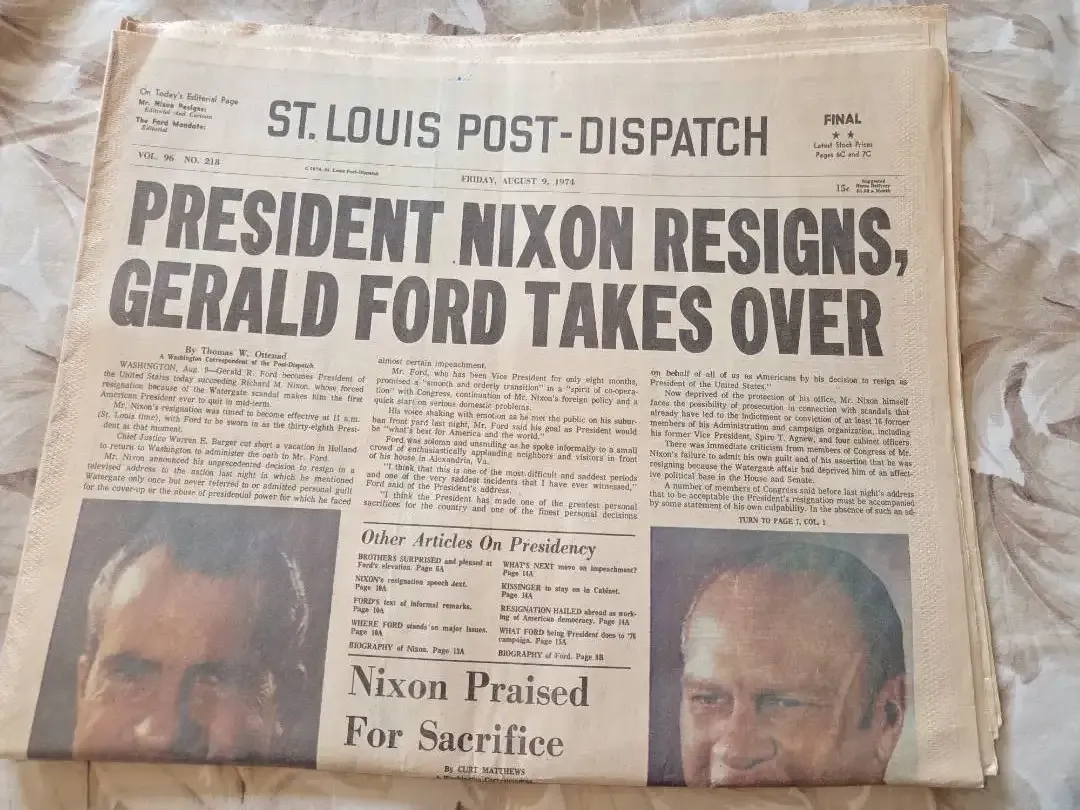 On Today's Editorial Page
Mr. Nixon Resigns:
Editorial And Cartoon
The Ford Mandate:
Editorial
ST. LOUIS POST-DISPATCH
FINAL
★ ★
Latest Stock Prices
Pages 6C and 7C
VOL. 96 NO. 218
© 1974, St. Louis Post-Dispatch
FRIDAY, AUGUST 9, 1974
15c
Suggested
Home Delivery
a Month
PRESIDENT NIXON RESIGNS,
GERALD FORD TAKES OVER
By Thomas W. Ottenad
A Washington Correspondent of the Post-Dispatch
WASHINGTON, Aug. 9—Gerald R. Ford becomes President of
the United States today succeeding Richard M. Nixon, whose forced
resignation because of the Watergate scandal makes him the first
American President ever to quit in mid-term.
Mr. Nixon's resignation was timed to become effective at 11 a.m.
(St. Louis time), with Ford to be sworn in as the thirty-eighth Presi-
dent at that moment.
Chief Justice Warren E. Burger cut short a vacation in Holland
to return to Washington to administer the oath to Mr. Ford.
Mr. Nixon announced his unprecedented decision to resign in a
televised address to the nation last night in which he mentioned
Watergate only once but never referred to or admitted personal guilt
for the cover-up or the abuse of presidential power for which he faced
almost certain impeachment.
Mr. Ford, who has been Vice President for only eight months,
promised a "smooth and orderly transition" in a "spirit of co-opera-
tion" with Congress, continuation of Mr. Nixon's foreign policy and a
quick attack on serious domestic problems.
His voice shaking with emotion as he met the public on his subur-
ban front yard last night, Mr. Ford said his goal as President would
be "what's best for America and the world."
Ford was solemn and unsmiling as he spoke informally to a small
crowd of enthusiastically applauding neighbors and visitors in front
of his house in Alexandria, Va.
"I think that this is one of the most difficult and saddest periods
and one of the very saddest incidents that I have ever witnessed,"
Ford said of the President's address.
"I think the President has made one of the greatest personal
sacrifices for the country and one of the finest personal decisions
on behalf of all of us as Americans by his decision to resign as
President of the United States."
Now deprived of the protection of his office, Mr. Nixon himself
faces the possibility of prosecution in connection with scandals that
already have led to the indictment or conviction of at least 16 former
members of his Administration and campaign organization, including
his former Vice President, Spiro T. Agnew, and four cabinet officers.
There was immediate criticism from members of Congress of Mr.
Nixon's failure to admit his own guilt and of his assertion that he was
resigning because the Watergate affair had deprived him of an effect-
ive political base in the House and Senate.
A number of members of Congress said before last night's address
that to be acceptable the President's resignation must be accompanied
by some statement of his own culpability. In the absence of such an ad-
TURN TO PAGE 7, COL. 1
Other Articles On Presidency
BROTHERS SURPRISED and pleased at
Ford's elevation. Page 6A
NIXON's resignation speech text.
Page 10A
FORD'S text of informal remarks.
Page 10A
WHERE FORD stands on major issues.
Page 10A
BIOGRAPHY of Nixon. Page 13A
WHAT'S NEXT move on impeachment?
Page 14A
KISSINGER to stay on in Cabinet.
Page 14A
RESIGNATION HAILED abroad as work-
ing of American democracy. Page 14A
WHAT FORD being President does to '76
campaign. Page 15A
BIOGRAPHY of Ford. Page 8B
Nixon Praised
For Sacrifice
By CURT MATTHEWS
A Washington Correspondent